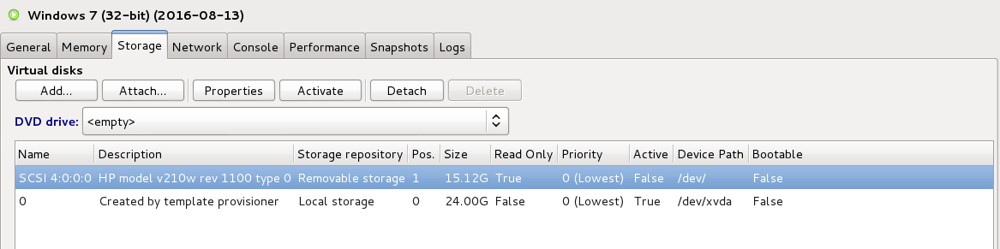 Windows 7 (32-bit) (2016-08-13)
General Memory Storage Network Console Performance Snapshots Logs
Virtual disks
Add... Attach... Properties Activate Detach Delete
DVD drive: <empty>
Name Description Storage repository Pos. Size Read Only Priority Active Device Path Bootable
SCSI 4:0:0:0 HP model v210w rev 1100 type 0 Removable storage 1 15.12G True 0 (Lowest) False /dev/ False
0 Created by template provisioner Local storage 0 24.00G False 0 (Lowest) True /dev/xvda False